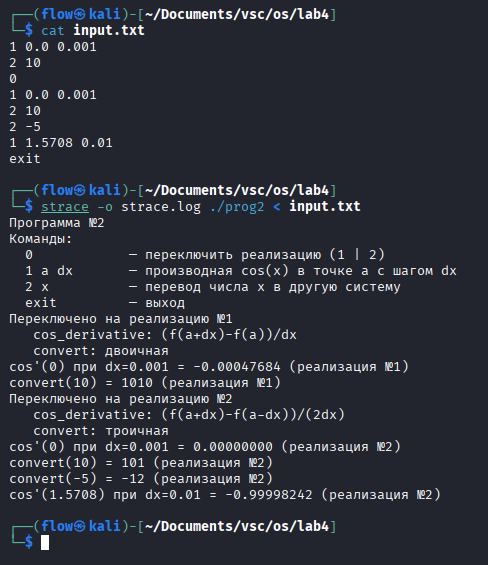 ┌──(flow㉿kali)-[~/Documents/vsc/os/lab4]
└─$ cat input.txt
1 0.0 0.001
2 10
0
1 0.0 0.001
2 10
2 -5
1 1.5708 0.01
exit
┌──(flow㉿kali)-[~/Documents/vsc/os/lab4]
└─$ strace -o strace.log ./prog2 < input.txt
Программа №2
Команды:
  0            — переключить реализацию (1 | 2)
  1 a dx       — производная cos(x) в точке a с шагом dx
  2 x          — перевод числа x в другую систему
  exit         — выход
Переключено на реализацию №1
   cos_derivative: (f(a+dx)-f(a))/dx
   convert: двоичная
cos'(0) при dx=0.001 = -0.00047684 (реализация №1)
convert(10) = 1010 (реализация №1)
Переключено на реализацию №2
   cos_derivative: (f(a+dx)-f(a-dx))/(2dx)
   convert: троичная
cos'(0) при dx=0.001 = 0.00000000 (реализация №2)
convert(10) = 101 (реализация №2)
convert(-5) = -12 (реализация №2)
cos'(1.5708) при dx=0.01 = -0.99998242 (реализация №2)
┌──(flow㉿kali)-[~/Documents/vsc/os/lab4]
└─$